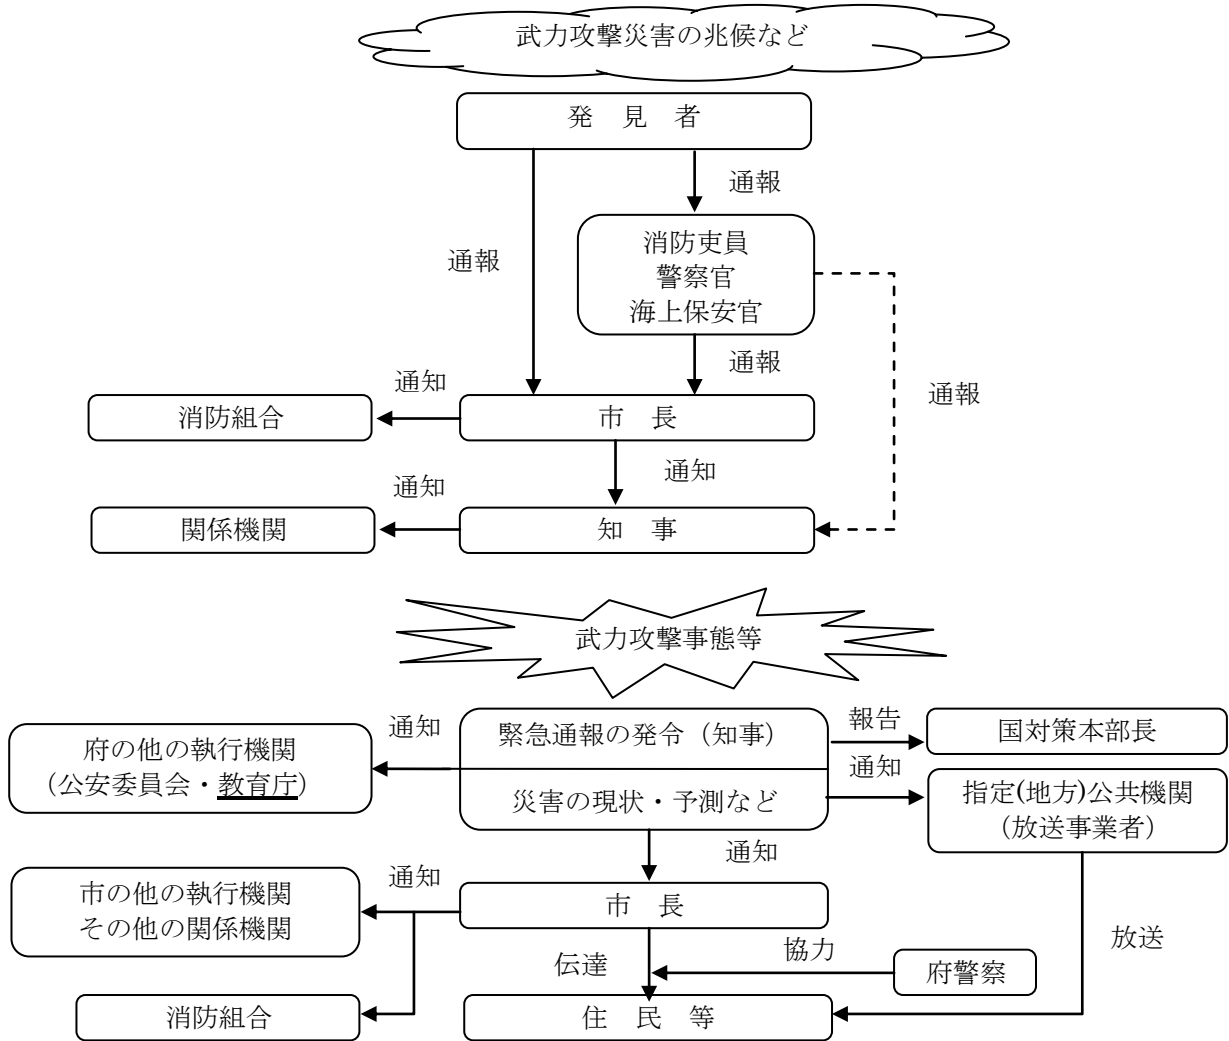 武力攻撃災害の兆候など
発 見 者
通報
通報
消防吏員
警察官
海上保安官
通報
通報
通知
消防組合
市 長
通知
通知
関係機関
知 事
武力攻撃事態等
通知
府の他の執行機関
(公安委員会・教育庁)
緊急通報の発令（知事）
災害の現状・予測など
報告
国対策本部長
通知
指定(地方)公共機関
（放送事業者）
通知
通知
市の他の執行機関
その他の関係機関
市 長
放送
伝達
協力
府警察
消防組合
住 民 等